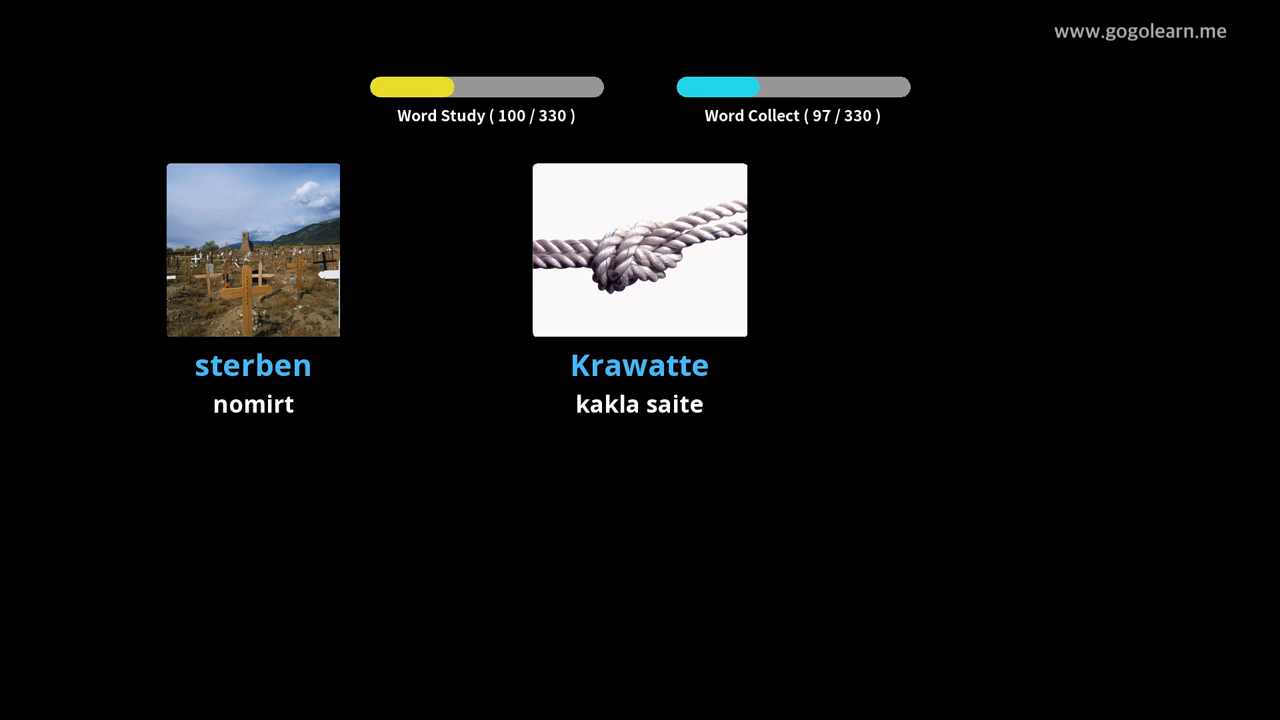 www.gogolearn.me
Word Study ( 100 / 330 )
Word Collect ( 97 / 330 )
sterben
nomirt
Krawatte
kakla saite